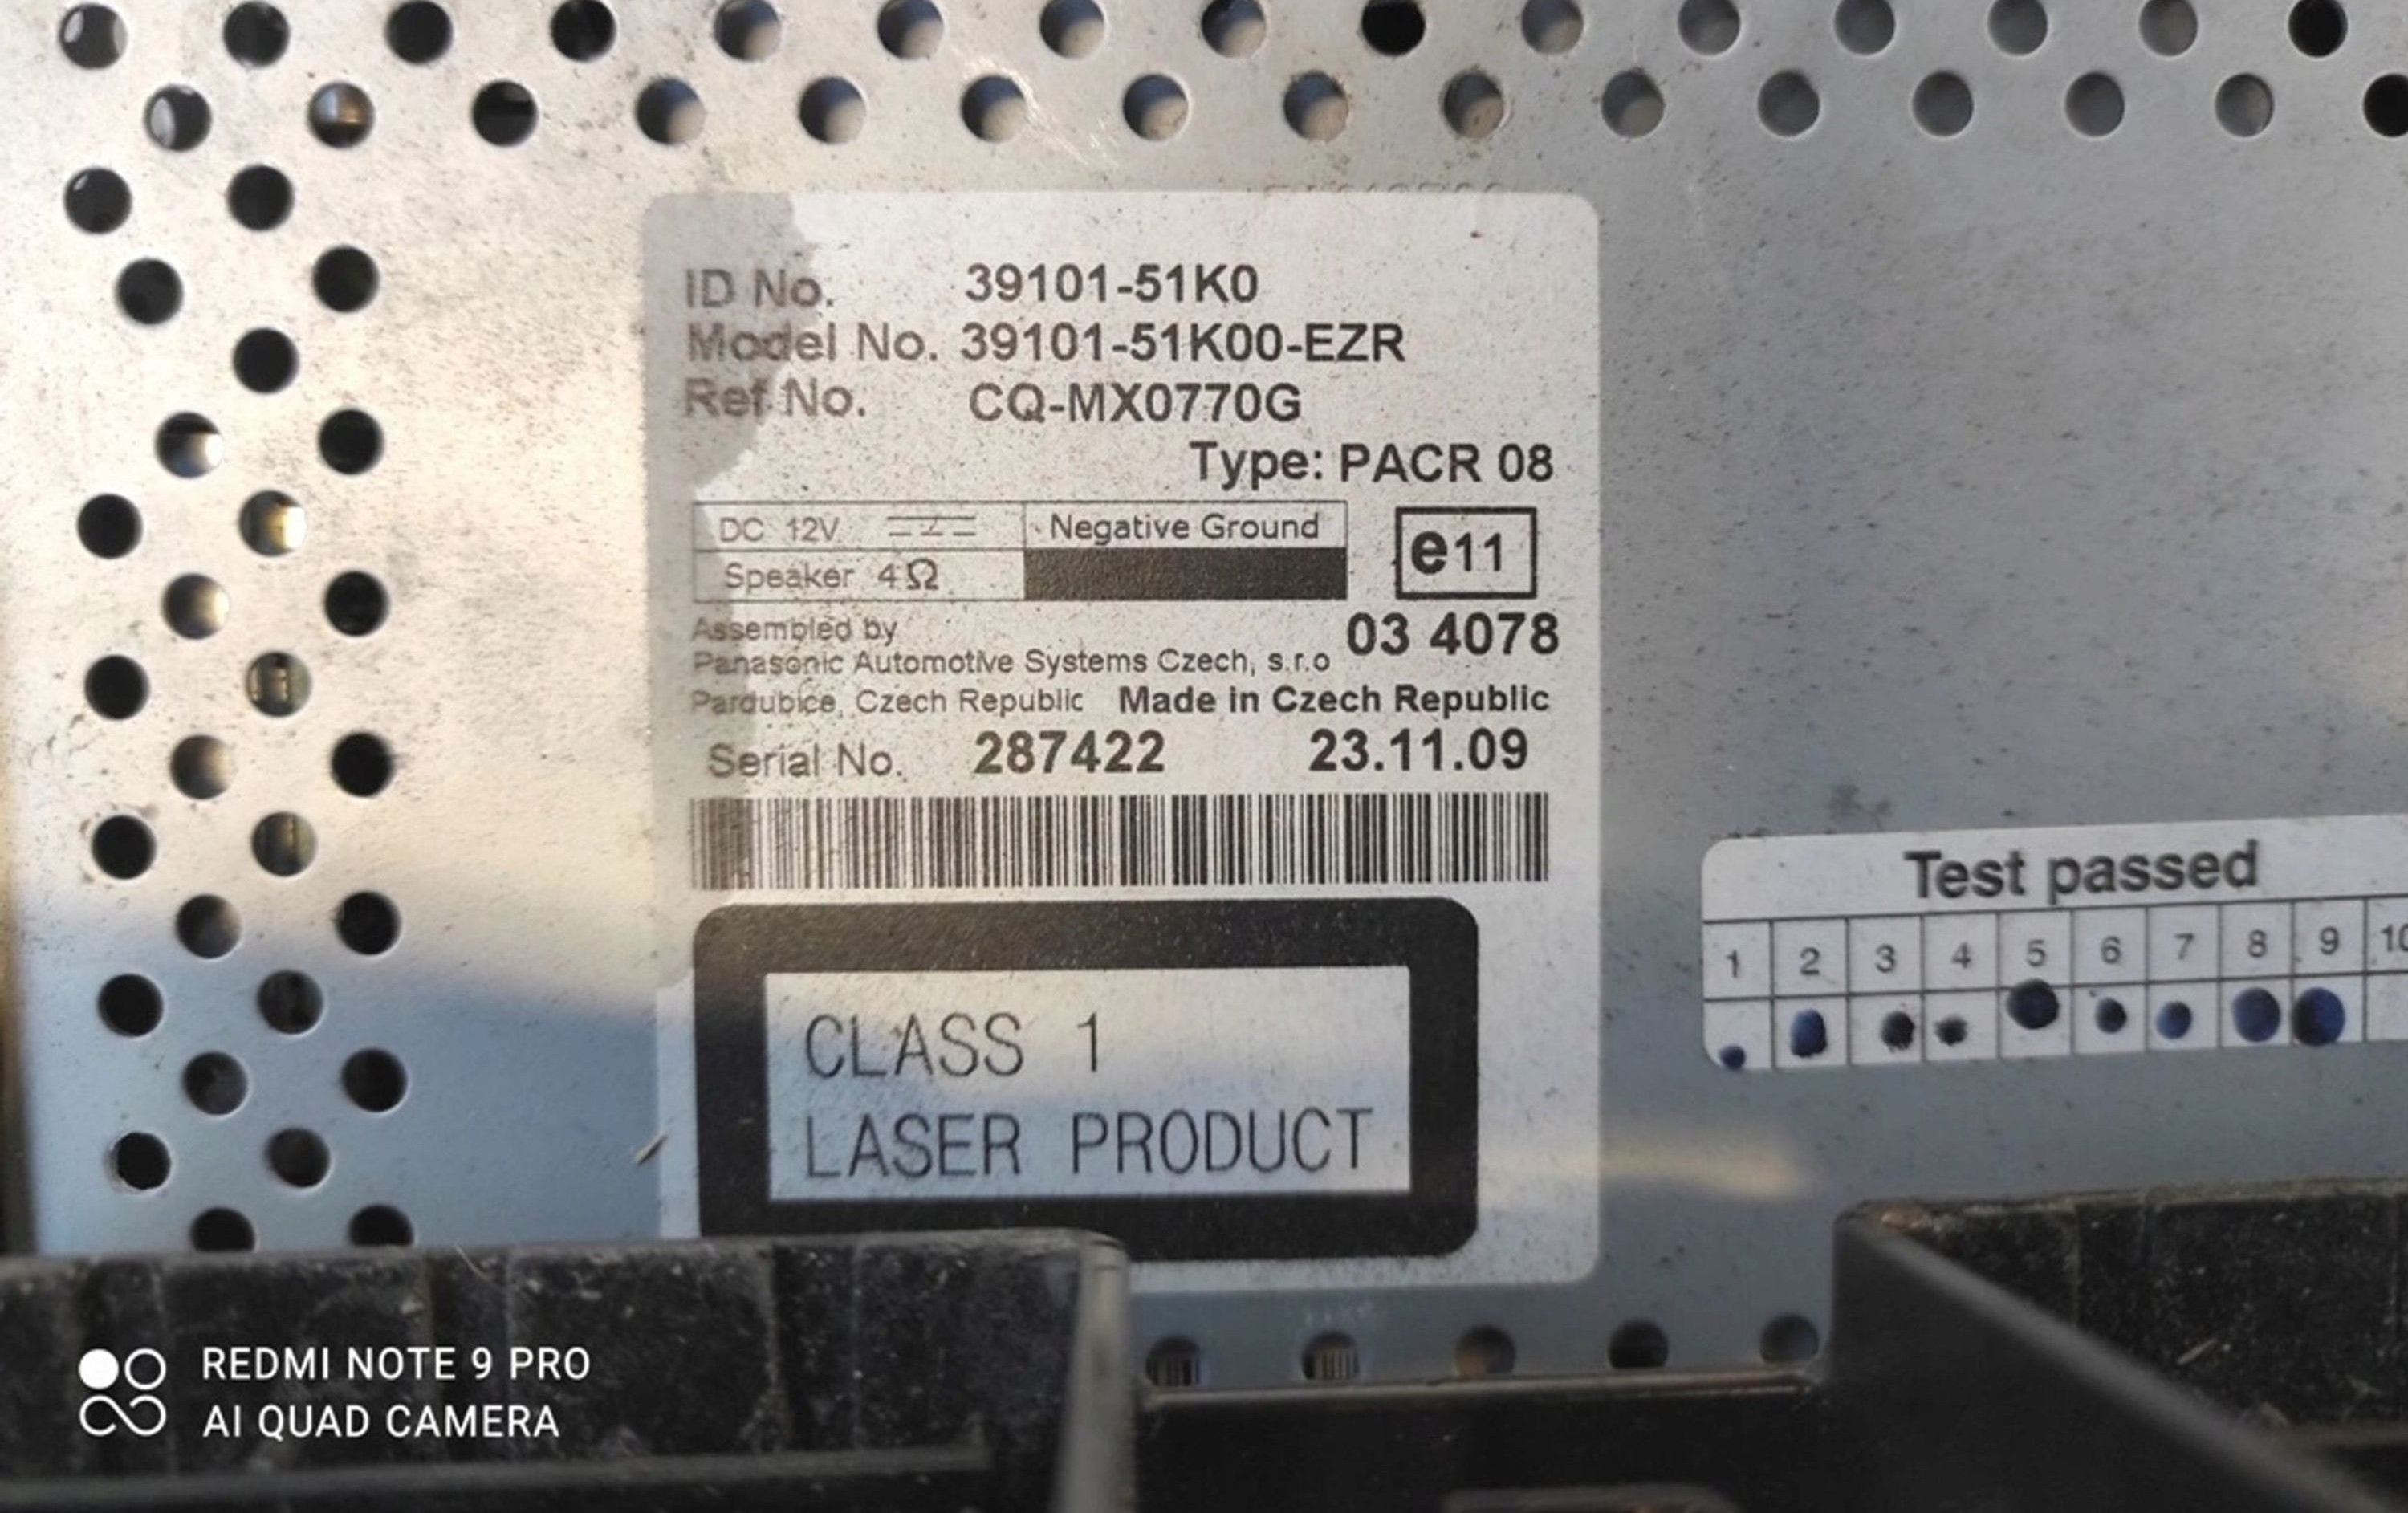 ID No. 39101-51K0
Model No. 39101-51K00-EZR
Ref No. CQ-MX0770G
Type: PACR 08
DC 12V Negative Ground
Speaker 4Ω
e11
03 4078
Assembled by
Panasonic Automotive Systems Czech, s.r.o
Pardubice, Czech Republic Made in Czech Republic
Serial No. 287422 23.11.09
CLASS 1
LASER PRODUCT
Test passed
1 2 3 4 5 6 7 8 9 10
REDMI NOTE 9 PRO
AI QUAD CAMERA